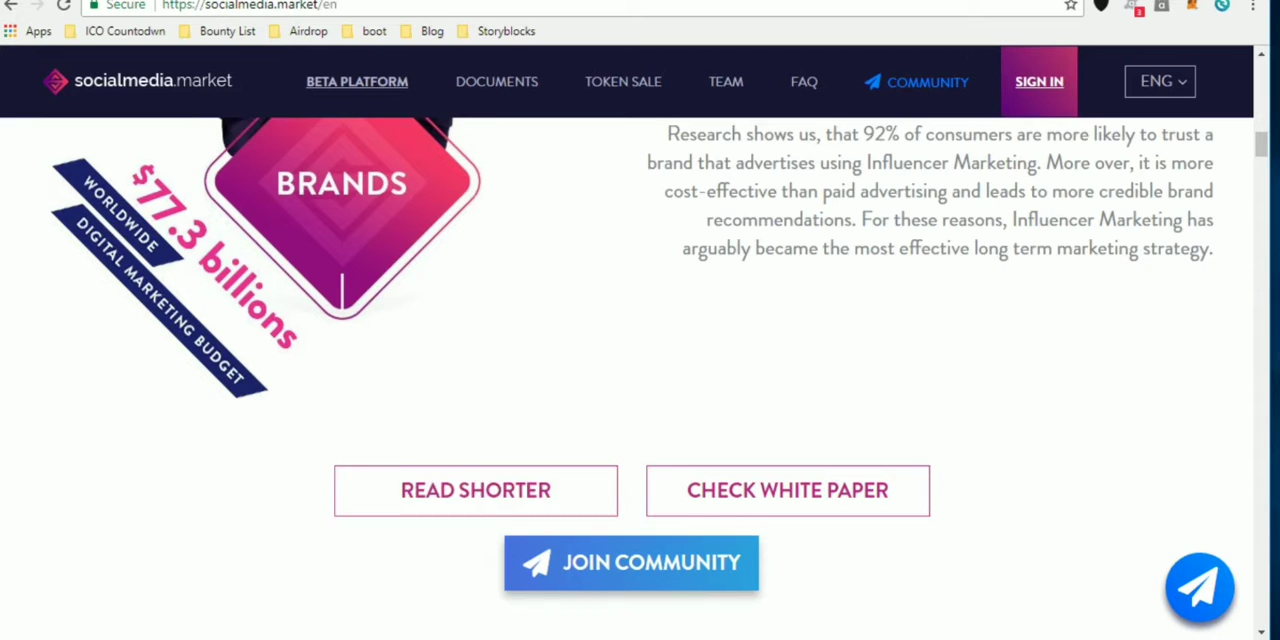 Secure https://socialmedia.market/en
3
Apps ICO Countodwn Bounty List Airdrop boot Blog Storyblocks
socialmedia.market BETA PLATFORM DOCUMENTS TOKEN SALE TEAM FAQ COMMUNITY SIGN IN ENG
BRANDS
WORLDWIDE
$77.3 billions
DIGITAL MARKETING BUDGET
Research shows us, that 92% of consumers are more likely to trust a
brand that advertises using Influencer Marketing. More over, it is more
cost-effective than paid advertising and leads to more credible brand
recommendations. For these reasons, Influencer Marketing has
arguably became the most effective long term marketing strategy.
READ SHORTER CHECK WHITE PAPER
JOIN COMMUNITY